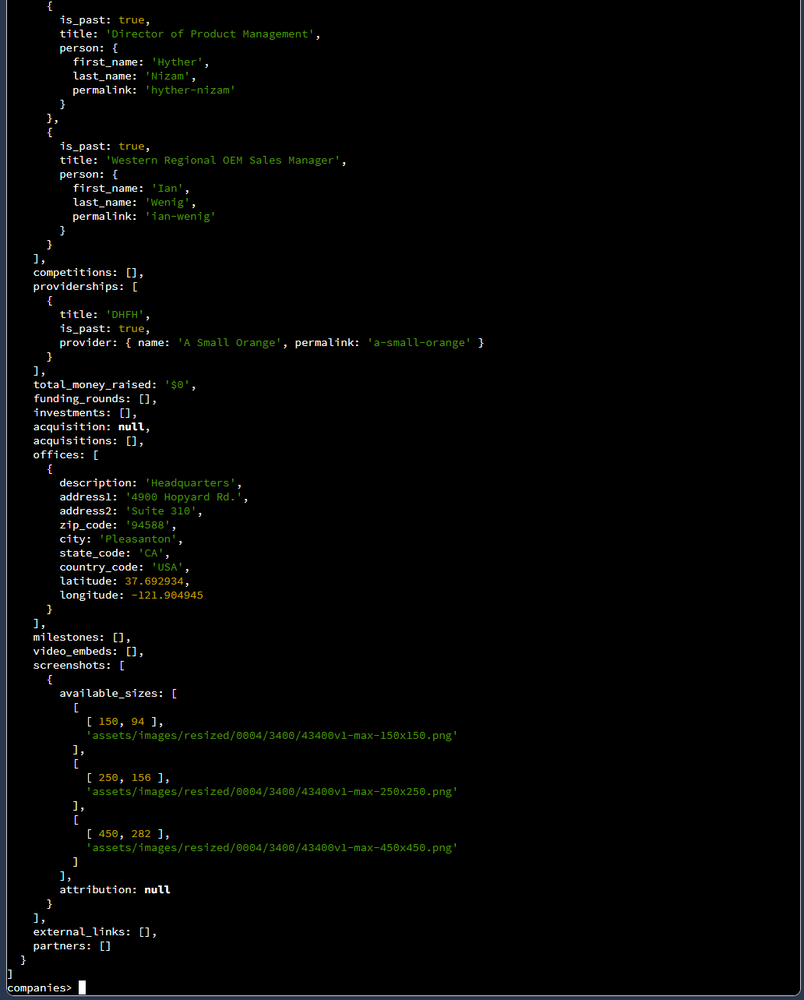 {
        is_past: true,
        title: 'Director of Product Management',
        person: {
          first_name: 'Hyther',
          last_name: 'Nizam',
          permalink: 'hyther-nizam'
        }
      },
      {
        is_past: true,
        title: 'Western Regional OEM Sales Manager',
        person: {
          first_name: 'Ian',
          last_name: 'Wenig',
          permalink: 'ian-wenig'
        }
      }
    ],
    competitions: [],
    providerships: [
      {
        title: 'DHFH',
        is_past: true,
        provider: { name: 'A Small Orange', permalink: 'a-small-orange' }
      }
    ],
    total_money_raised: '$0',
    funding_rounds: [],
    investments: [],
    acquisition: null,
    acquisitions: [],
    offices: [
      {
        description: 'Headquarters',
        address1: '4900 Hopyard Rd.',
        address2: 'Suite 310',
        zip_code: '94588',
        city: 'Pleasanton',
        state_code: 'CA',
        country_code: 'USA',
        latitude: 37.692934,
        longitude: -121.904945
      }
    ],
    milestones: [],
    video_embeds: [],
    screenshots: [
      {
        available_sizes: [
          [
            [ 150, 94 ],
            'assets/images/resized/0004/3400/43400v1-max-150x150.png'
          ],
          [
            [ 250, 156 ],
            'assets/images/resized/0004/3400/43400v1-max-250x250.png'
          ],
          [
            [ 450, 282 ],
            'assets/images/resized/0004/3400/43400v1-max-450x450.png'
          ]
        ],
        attribution: null
      }
    ],
    external_links: [],
    partners: []
  }
]
companies>